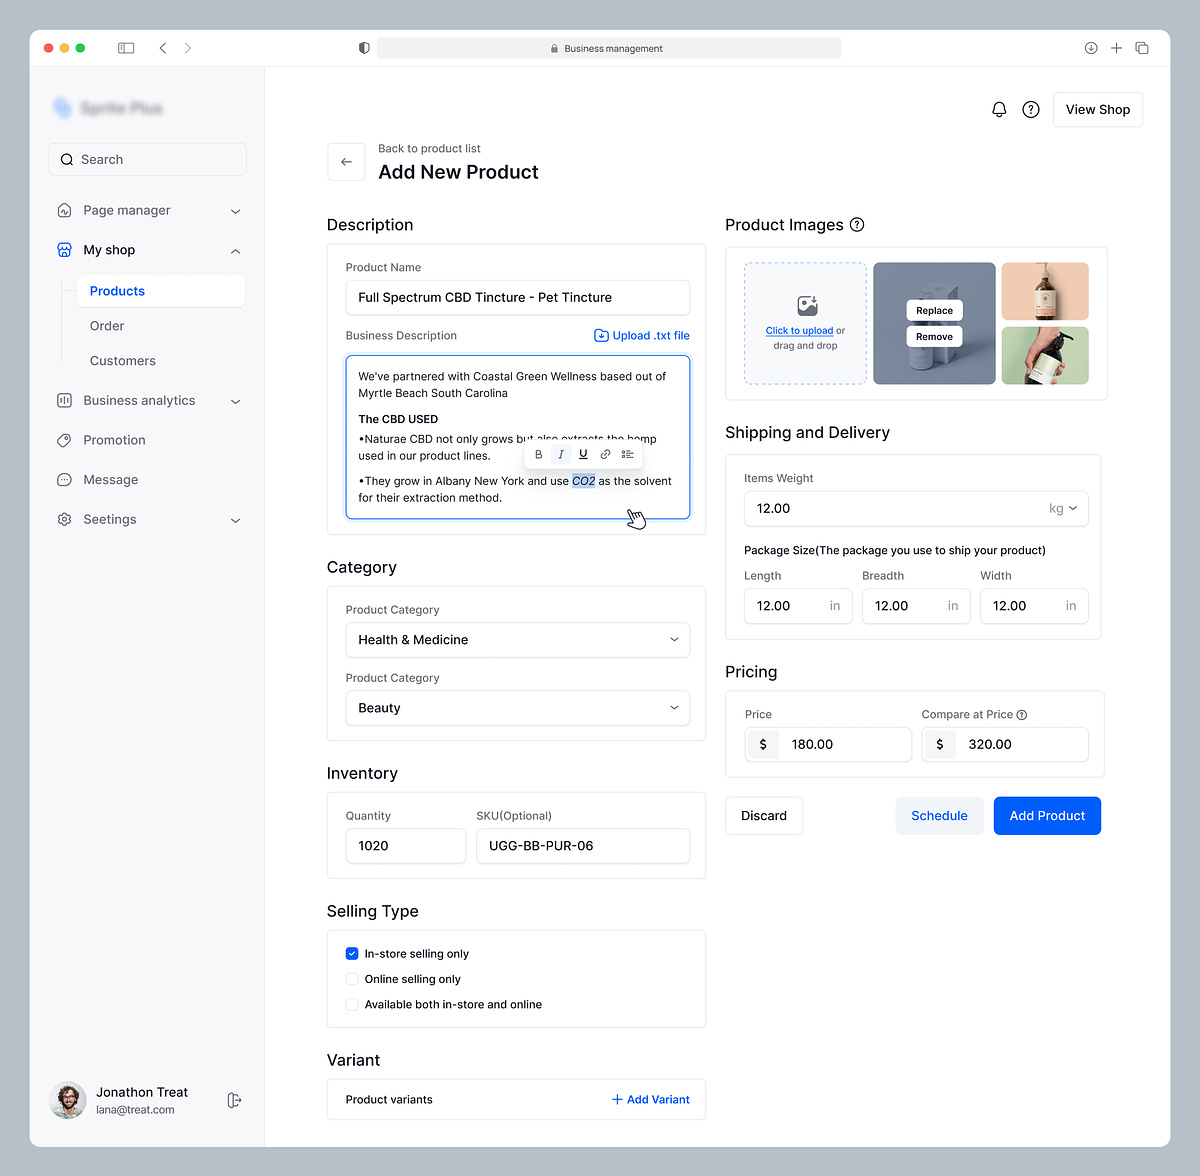 Business management
Sprite Plus
View Shop
Search
Page manager
My shop
Products
Order
Customers
Business analytics
Promotion
Message
Seetings
Jonathon Treat
lana@treat.com
Back to product list
Add New Product
Description
Product Name
Full Spectrum CBD Tincture - Pet Tincture
Business Description
Upload .txt file
We've partnered with Coastal Green Wellness based out of
Myrtle Beach South Carolina
The CBD USED
•Naturae CBD not only grows but also extracts the hemp
used in our product lines.
B I U
•They grow in Albany New York and use CO2 as the solvent
for their extraction method.
Category
Product Category
Health & Medicine
Product Category
Beauty
Inventory
Quantity
SKU(Optional)
1020
UGG-BB-PUR-06
Selling Type
In-store selling only
Online selling only
Available both in-store and online
Variant
Product variants
Add Variant
Product Images
Click to upload or
drag and drop
Replace
Remove
Shipping and Delivery
Items Weight
12.00
kg
Package Size(The package you use to ship your product)
Length
Breadth
Width
12.00 in
12.00 in
12.00 in
Pricing
Price
Compare at Price
$ 180.00
$ 320.00
Discard
Schedule
Add Product